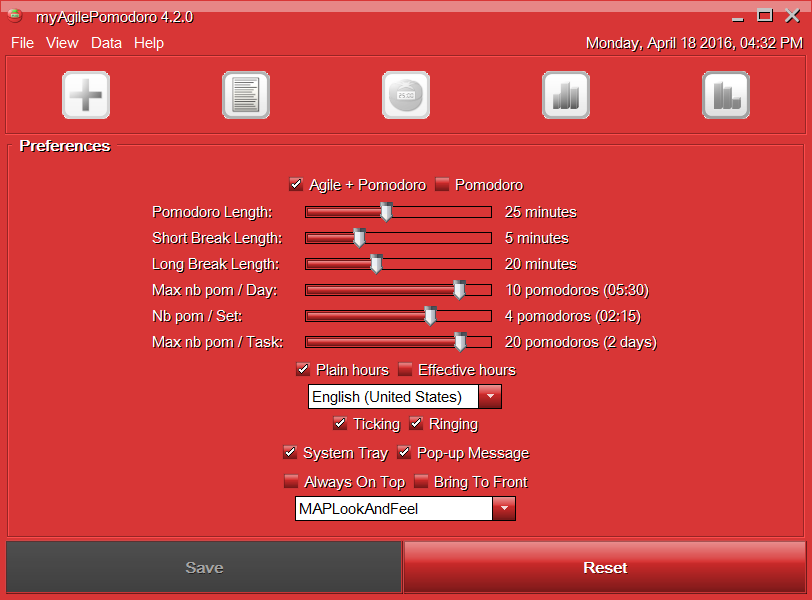 myAgilePomodoro 4.2.0
File View Data Help Monday, April 18 2016, 04:32 PM
25:00
Preferences
Agile + Pomodoro Pomodoro
Pomodoro Length: 25 minutes
Short Break Length: 5 minutes
Long Break Length: 20 minutes
Max nb pom / Day: 10 pomodoros (05:30)
Nb pom / Set: 4 pomodoros (02:15)
Max nb pom / Task: 20 pomodoros (2 days)
Plain hours Effective hours
English (United States)
Ticking Ringing
System Tray Pop-up Message
Always On Top Bring To Front
MAPLookAndFeel
Save Reset